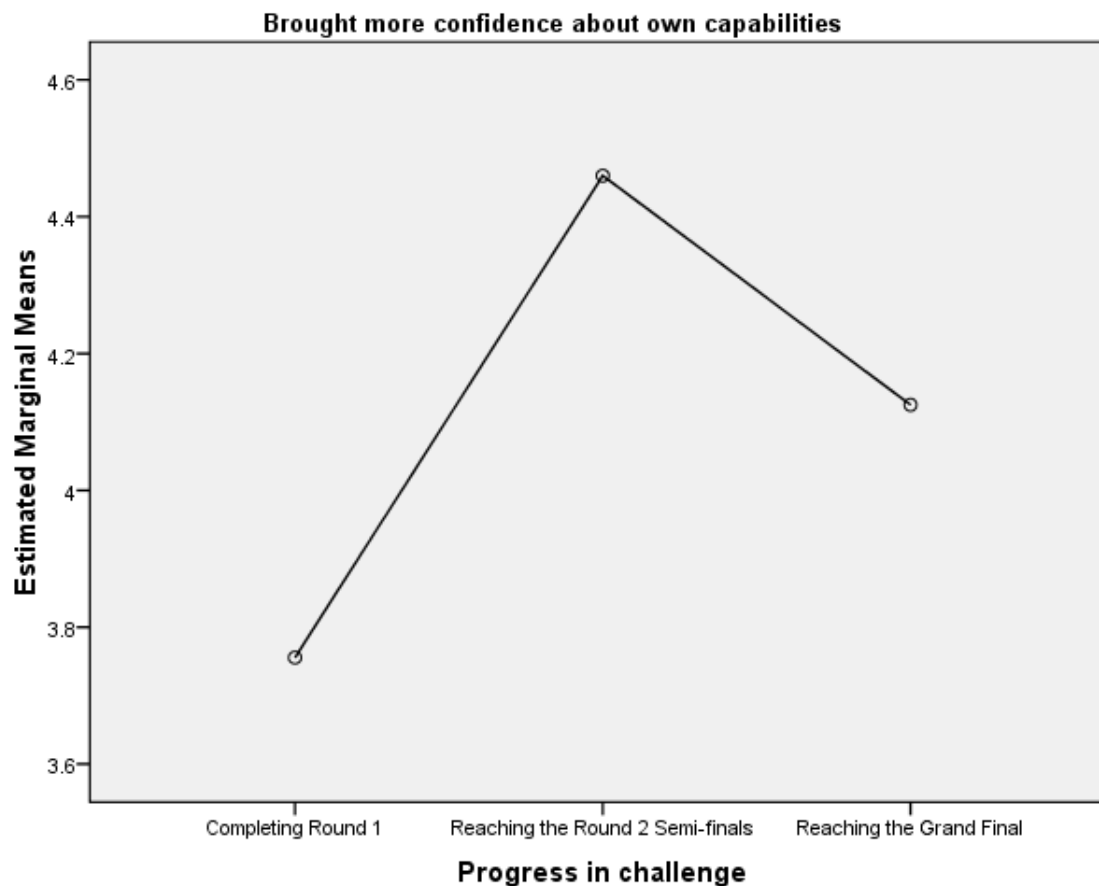 Brought more confidence about own capabilities
Estimated Marginal Means
4.6
4.4
4.2
4
3.8
3.6
Completing Round 1
Reaching the Round 2 Semi-finals
Reaching the Grand Final
Progress in challenge